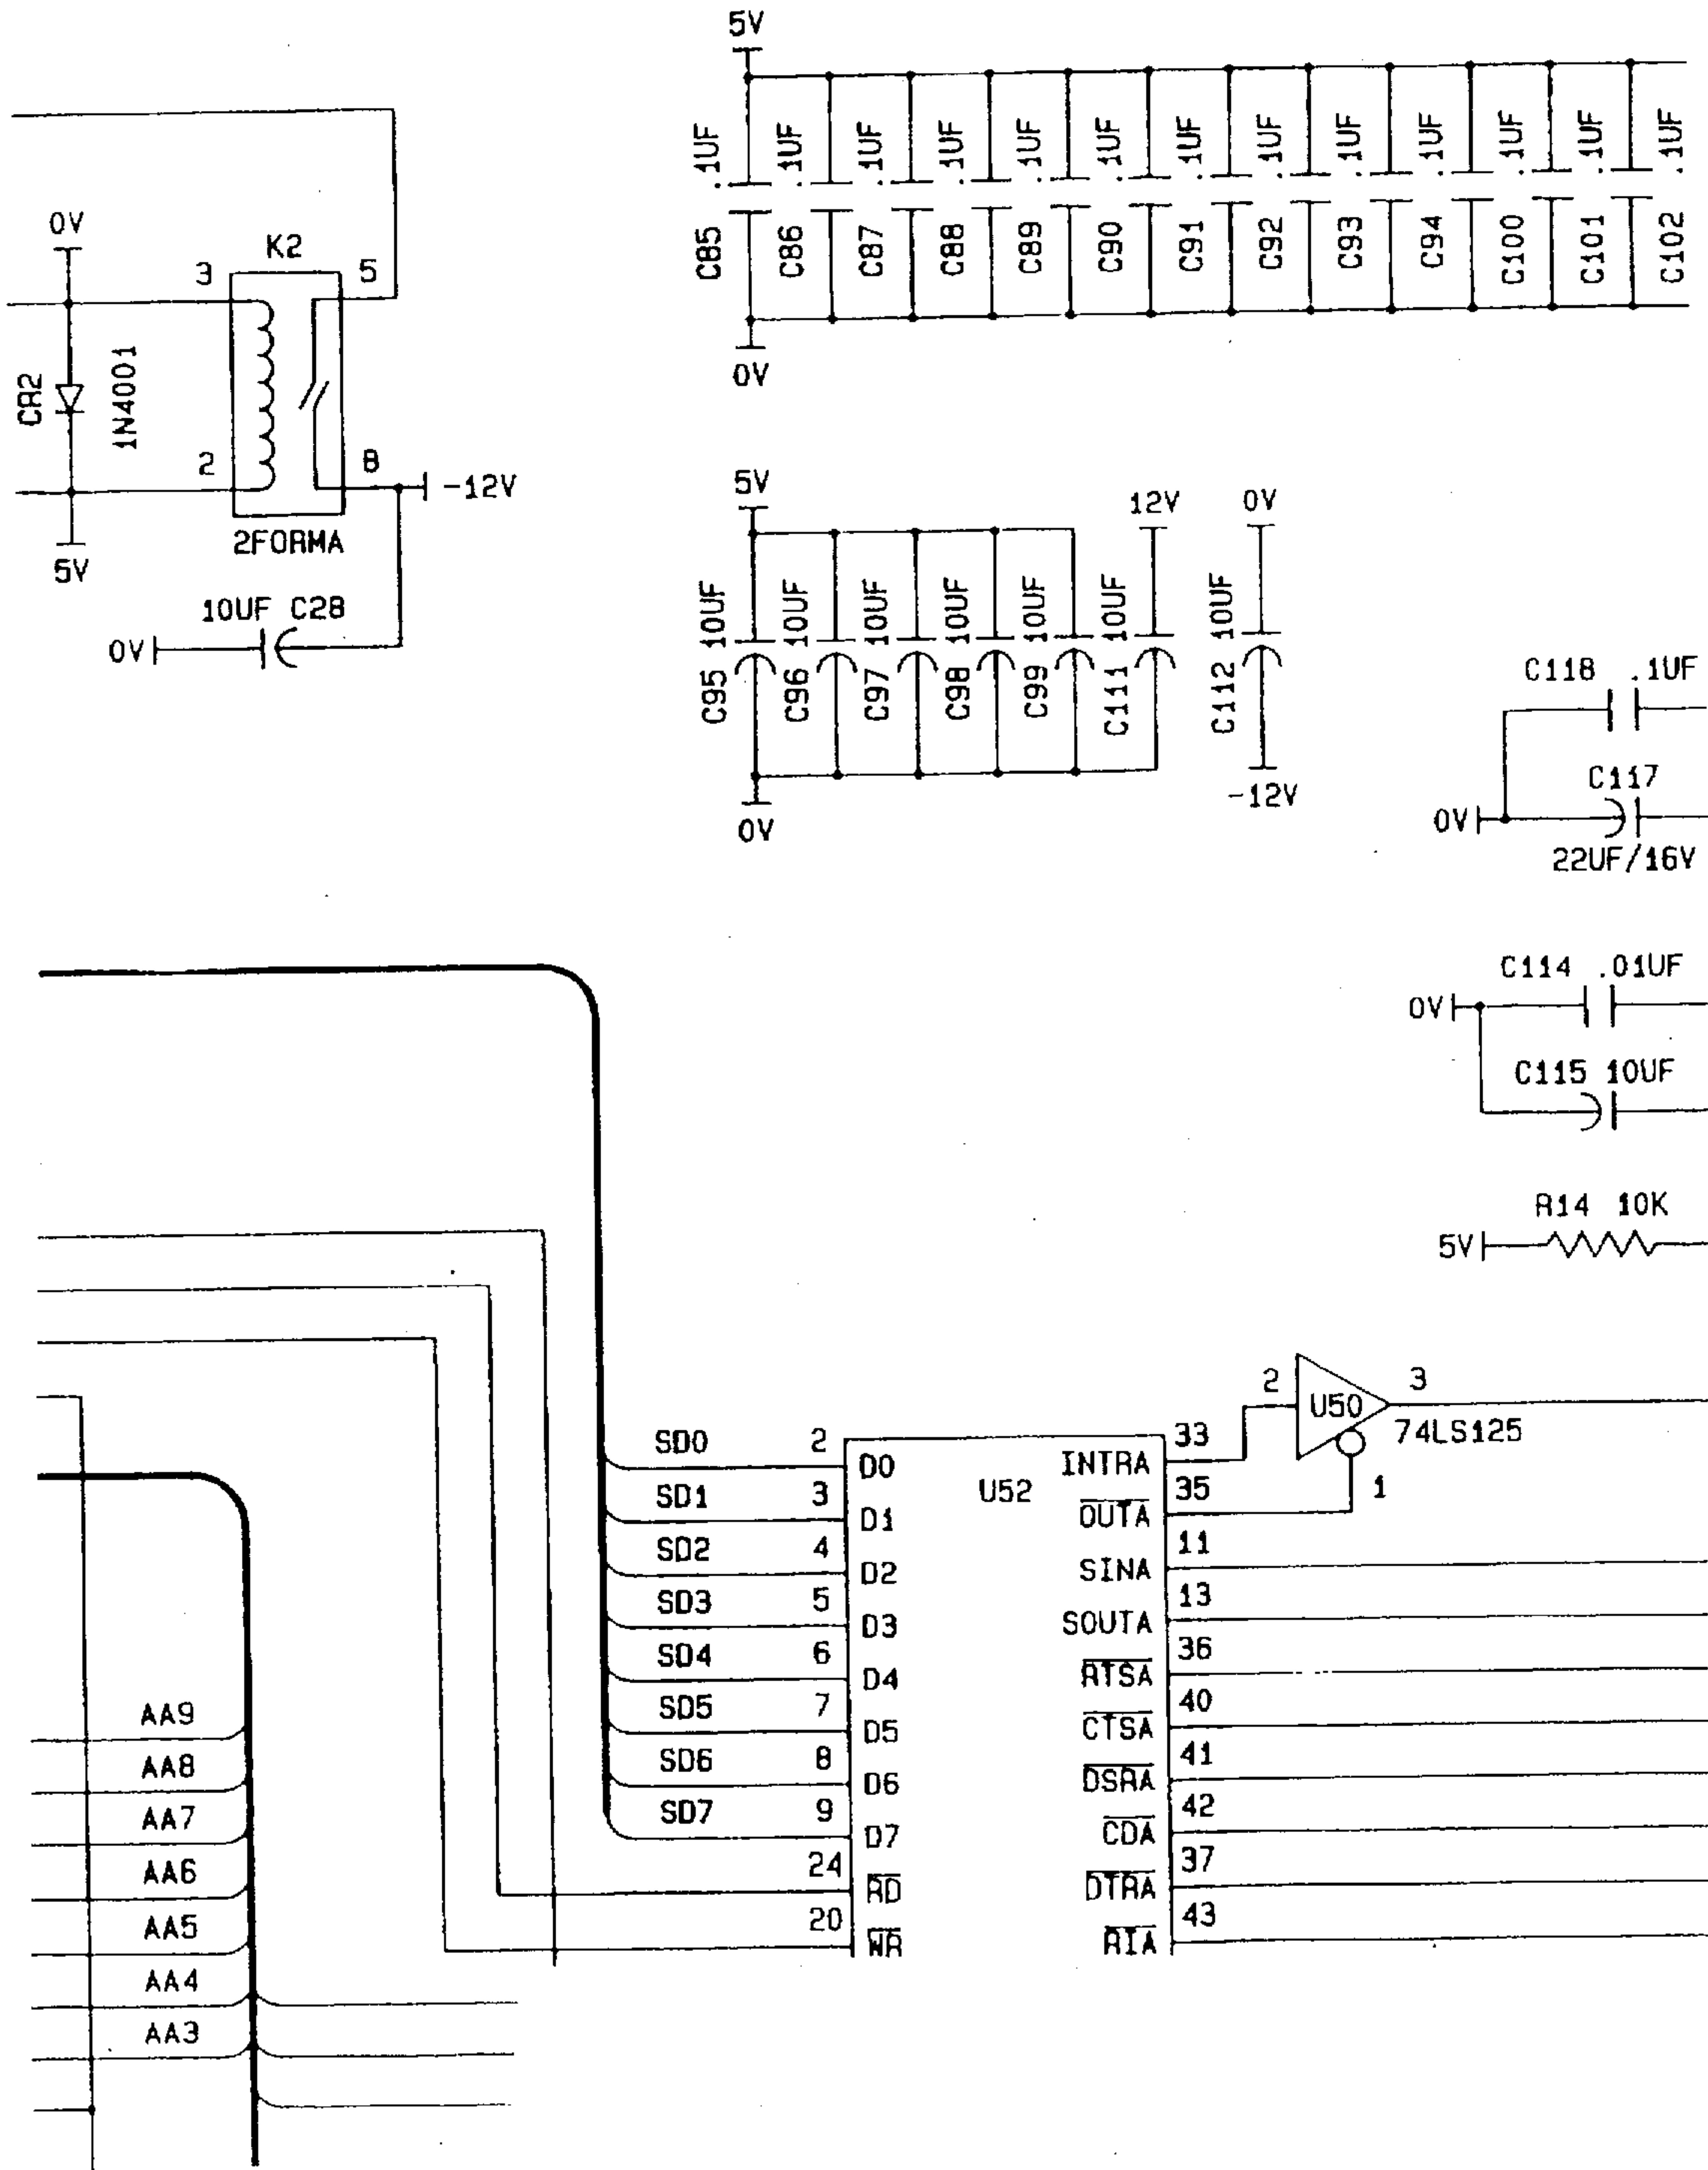 5V
.1UF .1UF .1UF .1UF .1UF .1UF .1UF .1UF .1UF .1UF .1UF .1UF .1UF
C85 C86 C87 C88 C89 C90 C91 C92 C93 C94 C100 C101 C102
0V
0V
K2
3 5
CR2
1N4001
2 8
-12V
2FORMA
5V
10UF C28
0V
5V
12V 0V
C95 10UF C96 10UF C97 10UF C98 10UF C99 10UF C111 10UF C112 10UF
0V
-12V
C118 .1UF
C117
0V
22UF/16V
C114 .01UF
0V
C115 10UF
R14 10K
5V
2 U50 3
74LS125
1
U52
SD0 2 D0
SD1 3 D1
SD2 4 D2
SD3 5 D3
SD4 6 D4
SD5 7 D5
SD6 8 D6
SD7 9 D7
24 RD
20 WR
INTRA 33
OUTA 35
SINA 11
SOUTA 13
RTSA 36
CTSA 40
DSRA 41
CDA 42
DTRA 37
RIA 43
AA9
AA8
AA7
AA6
AA5
AA4
AA3